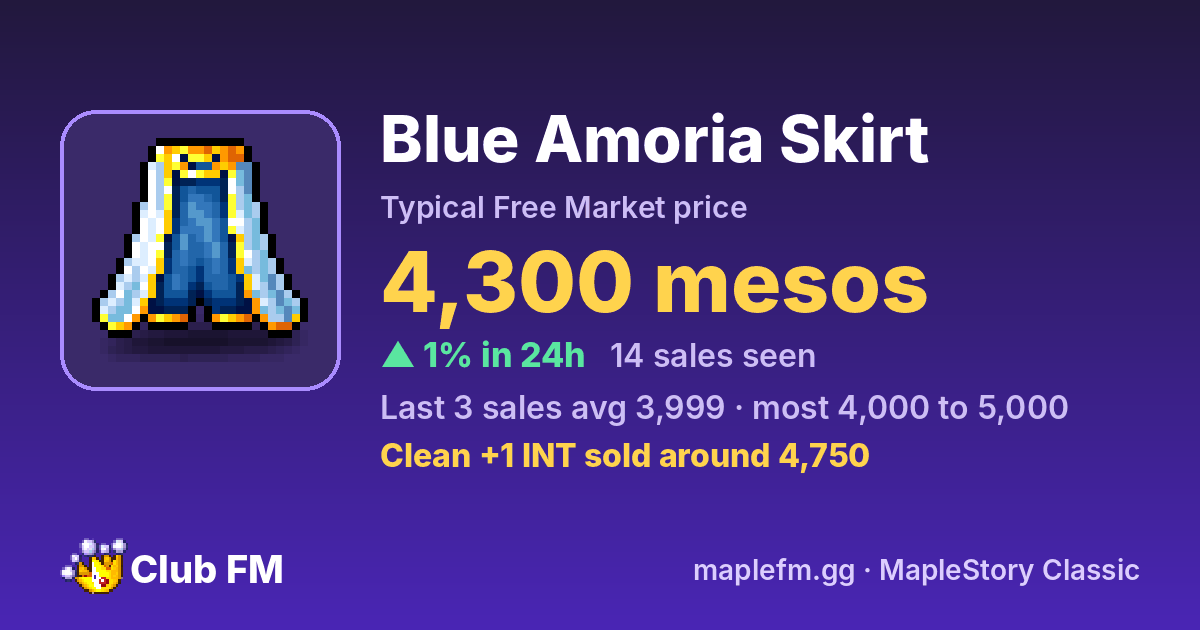 Blue Amoria Skirt
Typical Free Market price
4,300 mesos
▲ 1% in 24h 14 sales seen
Last 3 sales avg 3,999 · most 4,000 to 5,000
Clean +1 INT sold around 4,750
Club FM
maplefm.gg · MapleStory Classic